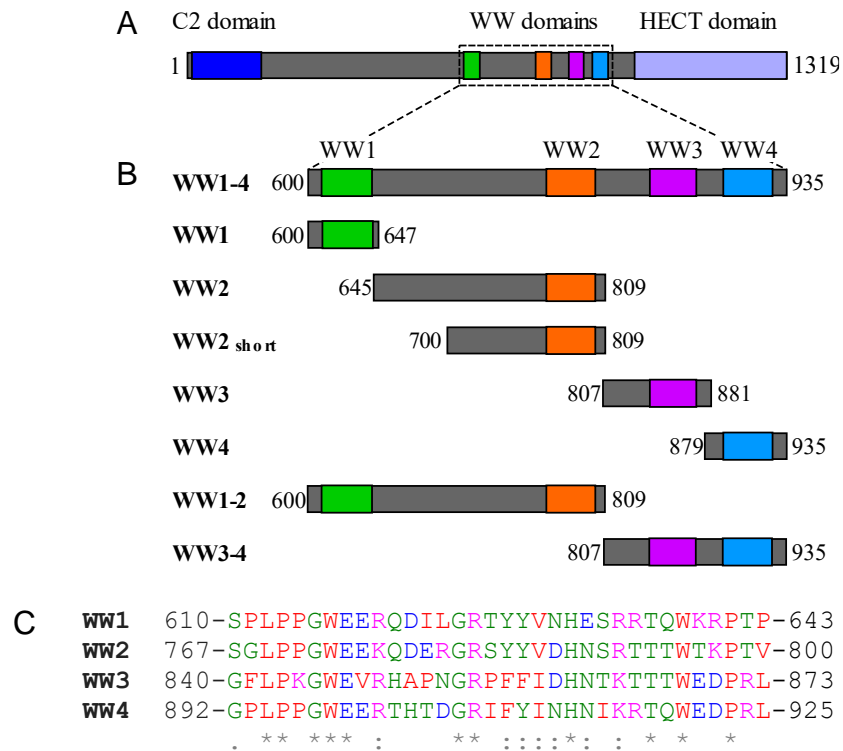 A
C2 domain WW domains HECT domain
1 1319
B
WW1 WW2 WW3 WW4
WW1-4 600 935
WW1 600 647
WW2 645 809
WW2 short 700 809
WW3 807 881
WW4 879 935
WW1-2 600 809
WW3-4 807 935
C
WW1 610-SPLPPGWEERQDILGRTYYVNHESRRTQWKRPTP-643
WW2 767-SGLPPGWEEKQDERGRSYYVDHNSRTTTWTKPTV-800
WW3 840-GFLPKGWEVRHAPNGRPFFIDHNTKTTTWEDPRL-873
WW4 892-GPLPPGWEERTHTDGRIFYINHNIKRTQWEDPRL-925
. ** *** : ** :::: : * * *